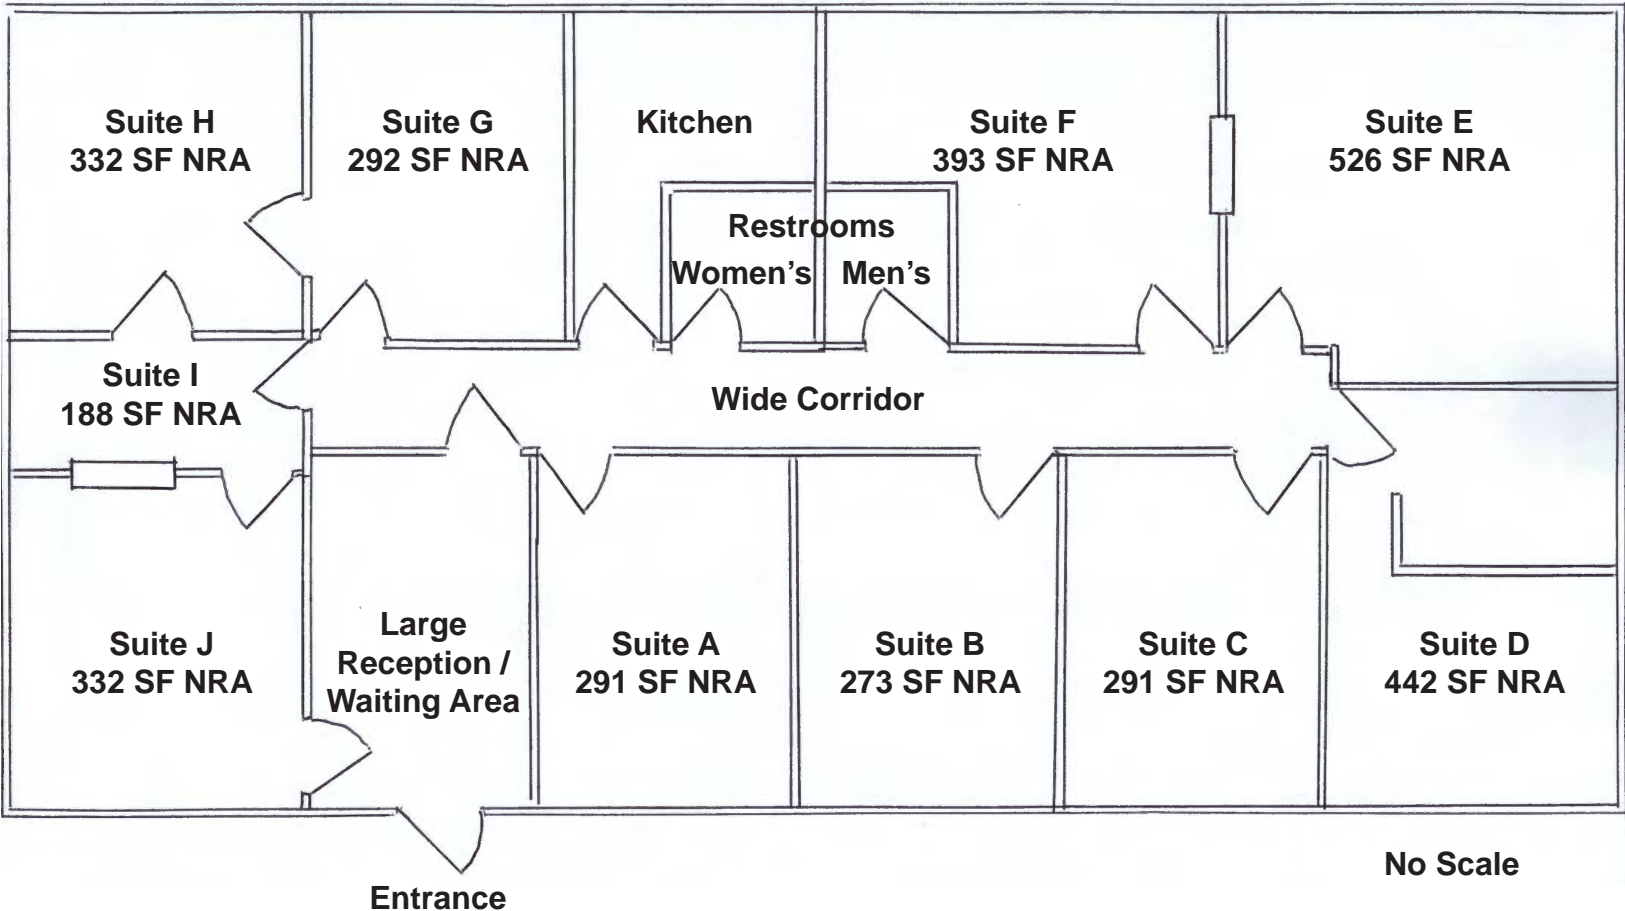 Suite H
332 SF NRA
Suite G
292 SF NRA
Kitchen
Suite F
393 SF NRA
Suite E
526 SF NRA
Restrooms
Women’s
Men’s
Suite I
188 SF NRA
Wide Corridor
Suite J
332 SF NRA
Large
Reception /
Waiting Area
Suite A
291 SF NRA
Suite B
273 SF NRA
Suite C
291 SF NRA
Suite D
442 SF NRA
No Scale
Entrance